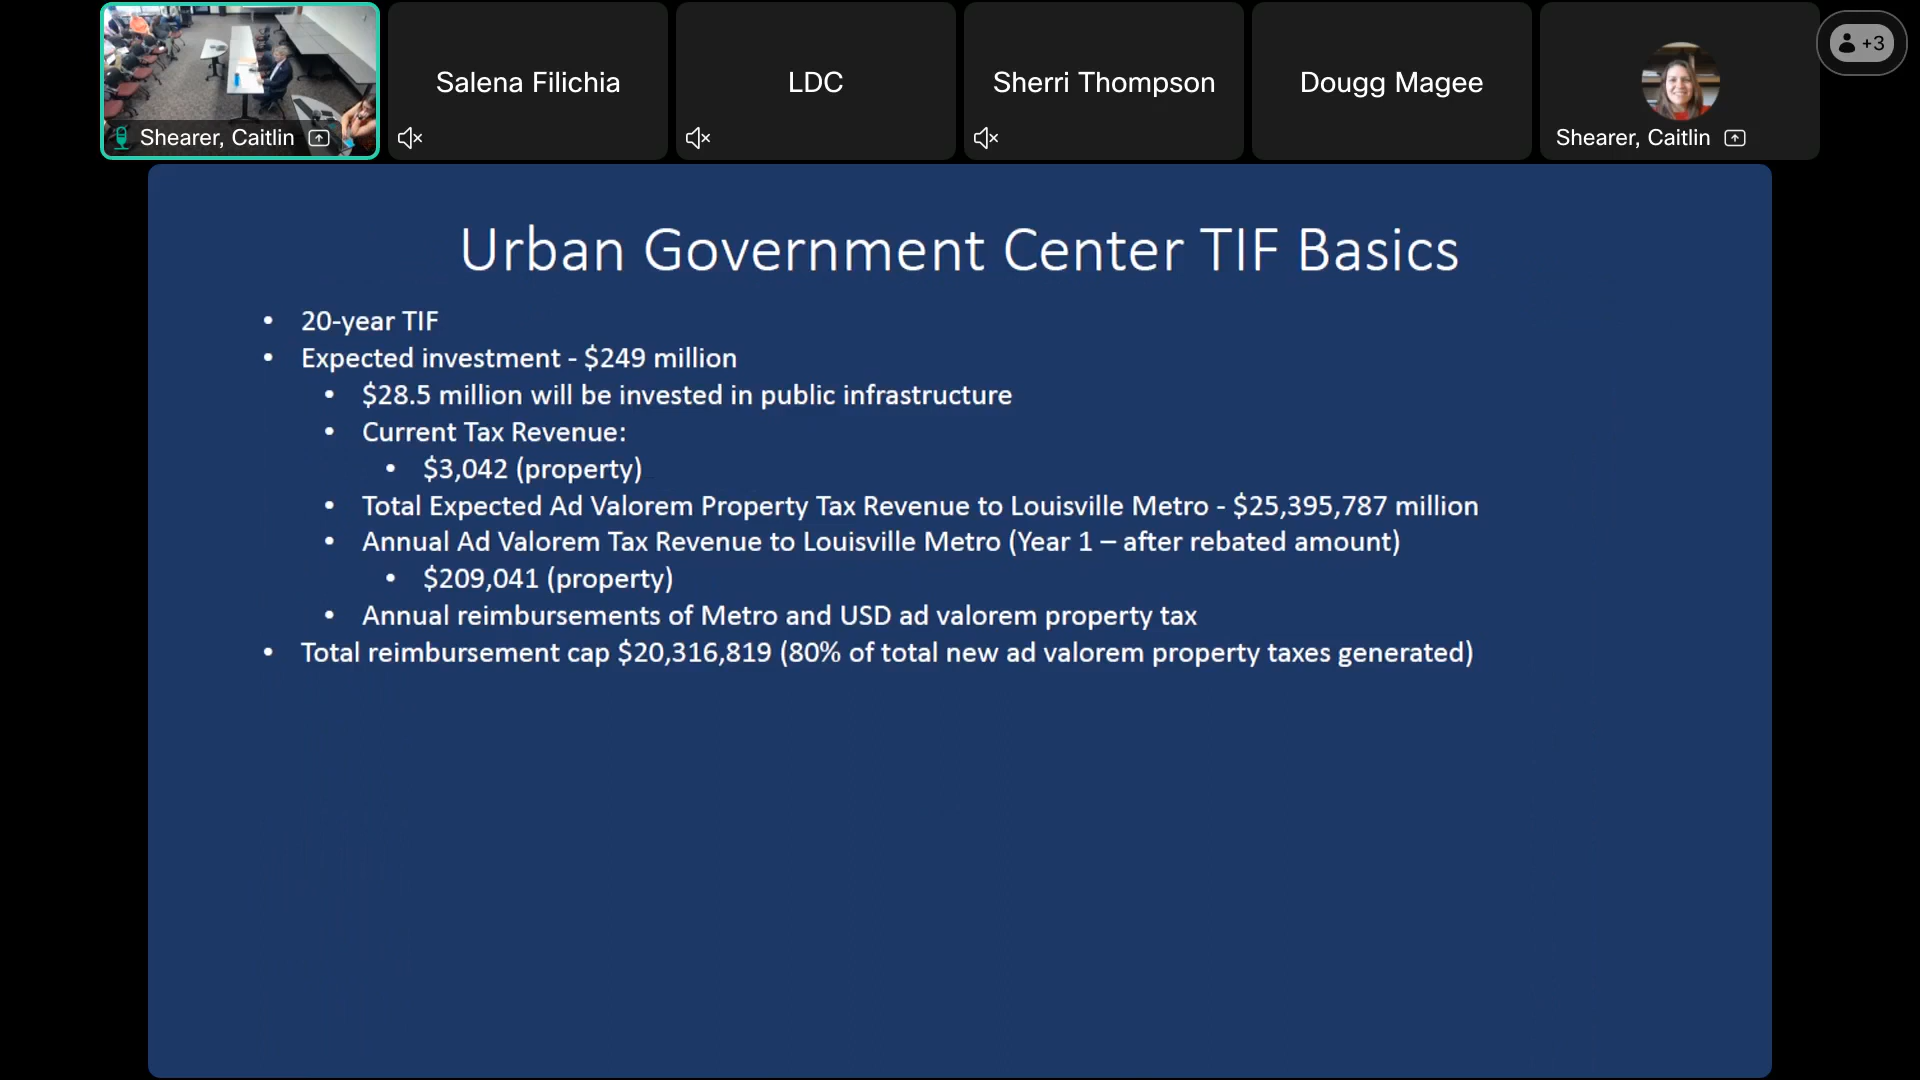 Shearer, Caitlin
Salena Filichia
LDC
Sherri Thompson
Dougg Magee
Shearer, Caitlin
+3
Urban Government Center TIF Basics
• 20-year TIF
• Expected investment - $249 million
• $28.5 million will be invested in public infrastructure
• Current Tax Revenue:
• $3,042 (property)
• Total Expected Ad Valorem Property Tax Revenue to Louisville Metro - $25,395,787 million
• Annual Ad Valorem Tax Revenue to Louisville Metro (Year 1 – after rebated amount)
• $209,041 (property)
• Annual reimbursements of Metro and USD ad valorem property tax
• Total reimbursement cap $20,316,819 (80% of total new ad valorem property taxes generated)